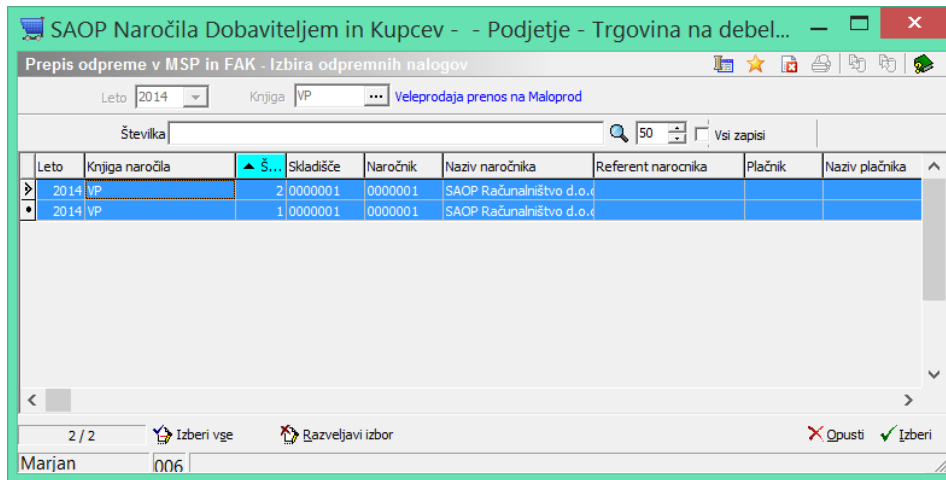 SAOP Naročila Dobaviteljem in Kupcev - - Podjetje - Trgovina na debel...
Prepis odpreme v MSP in FAK - Izbira odpremnih nalogov
Leto 2014 Knjiga VP ... Veleprodaja prenos na Maloprod
Številka 50 Vsi zapisi
Leto Knjiga naročila Š... Skladišče Naročnik Naziv naročnika Referent narocnika Plačnik Naziv plačnika
2014 VP 2 0000001 0000001 SAOP Računalništvo d.o.o
2014 VP 1 0000001 0000001 SAOP Računalništvo d.o.o
2 / 2 Izberi vse Razveljavi izbor Opusti Izberi
Marjan 006